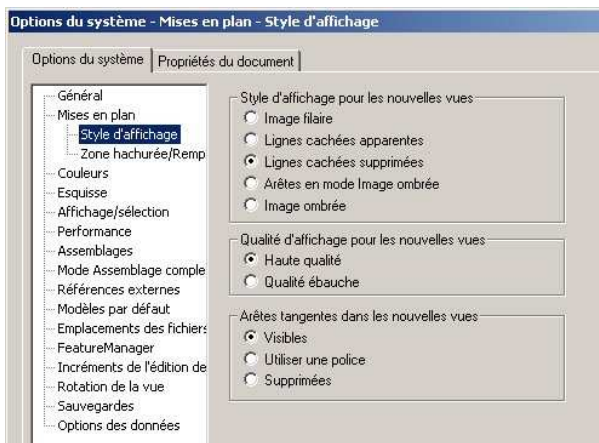 Options du système - Mises en plan - Style d'affichage
Options du système
Propriétés du document
Général
Mises en plan
Style d'affichage
Zone hachurée/Remp
Couleurs
Esquisse
Affichage/sélection
Performance
Assemblages
Mode Assemblage comple
Références externes
Modèles par défaut
Emplacements des fichiers
FeatureManager
Incréments de l'édition de
Rotation de la vue
Sauvegardes
Options des données
Style d'affichage pour les nouvelles vues
Image filaire
Lignes cachées apparentes
Lignes cachées supprimées
Arêtes en mode Image ombrée
Image ombrée
Qualité d'affichage pour les nouvelles vues
Haute qualité
Qualité ébauche
Arêtes tangentes dans les nouvelles vues
Visibles
Utiliser une police
Supprimées